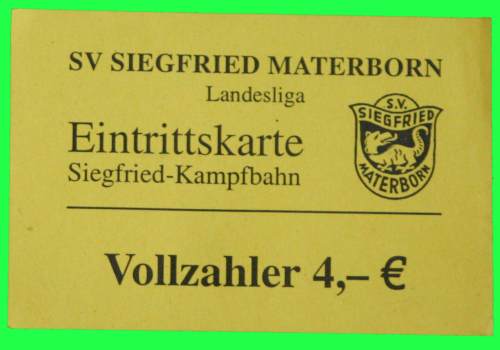 SV SIEGFRIED MATERBORN
Landesliga
Eintrittskarte
Siegfried-Kampfbahn
S.V.
SIEGFRIED
MATERBORN
Vollzahler 4,– €